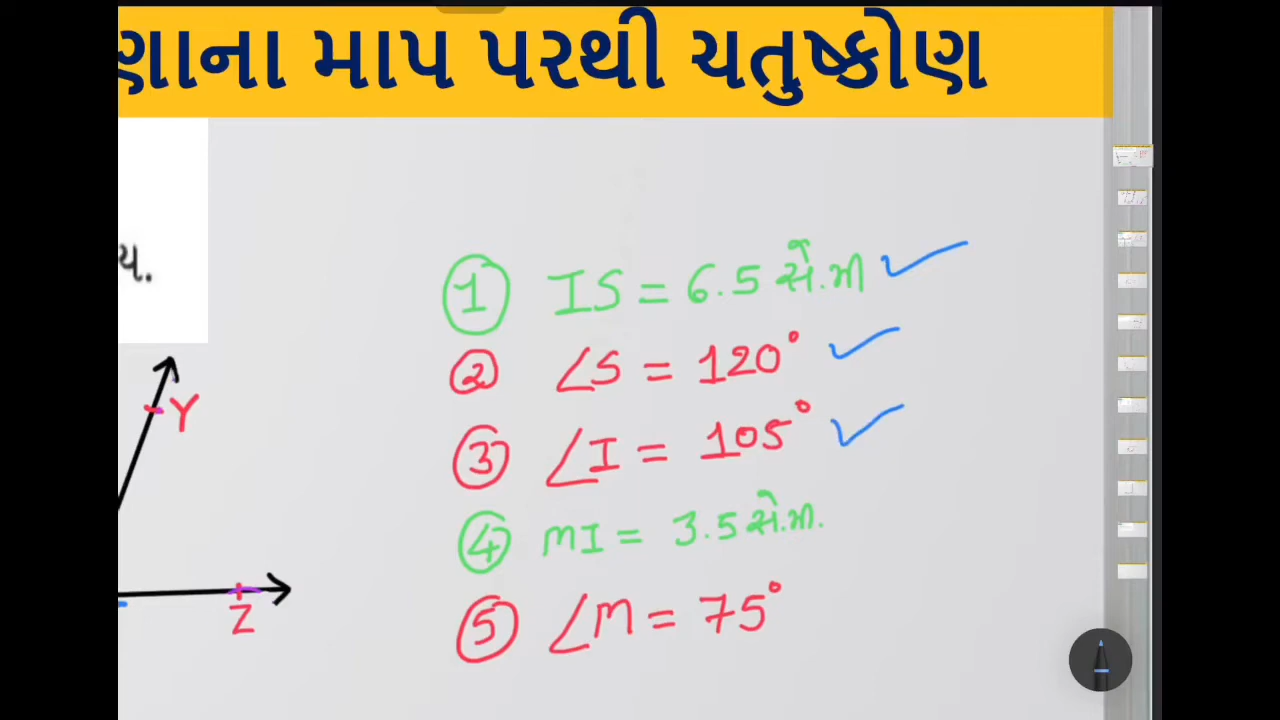 ણાના માપ પરથી ચતુષ્કોણ
ય.
① IS = 6.5 સે.મી
② ∠S = 120°
③ ∠I = 105°
④ MI = 3.5 સે.મી.
⑤ ∠M = 75°
Y
Z